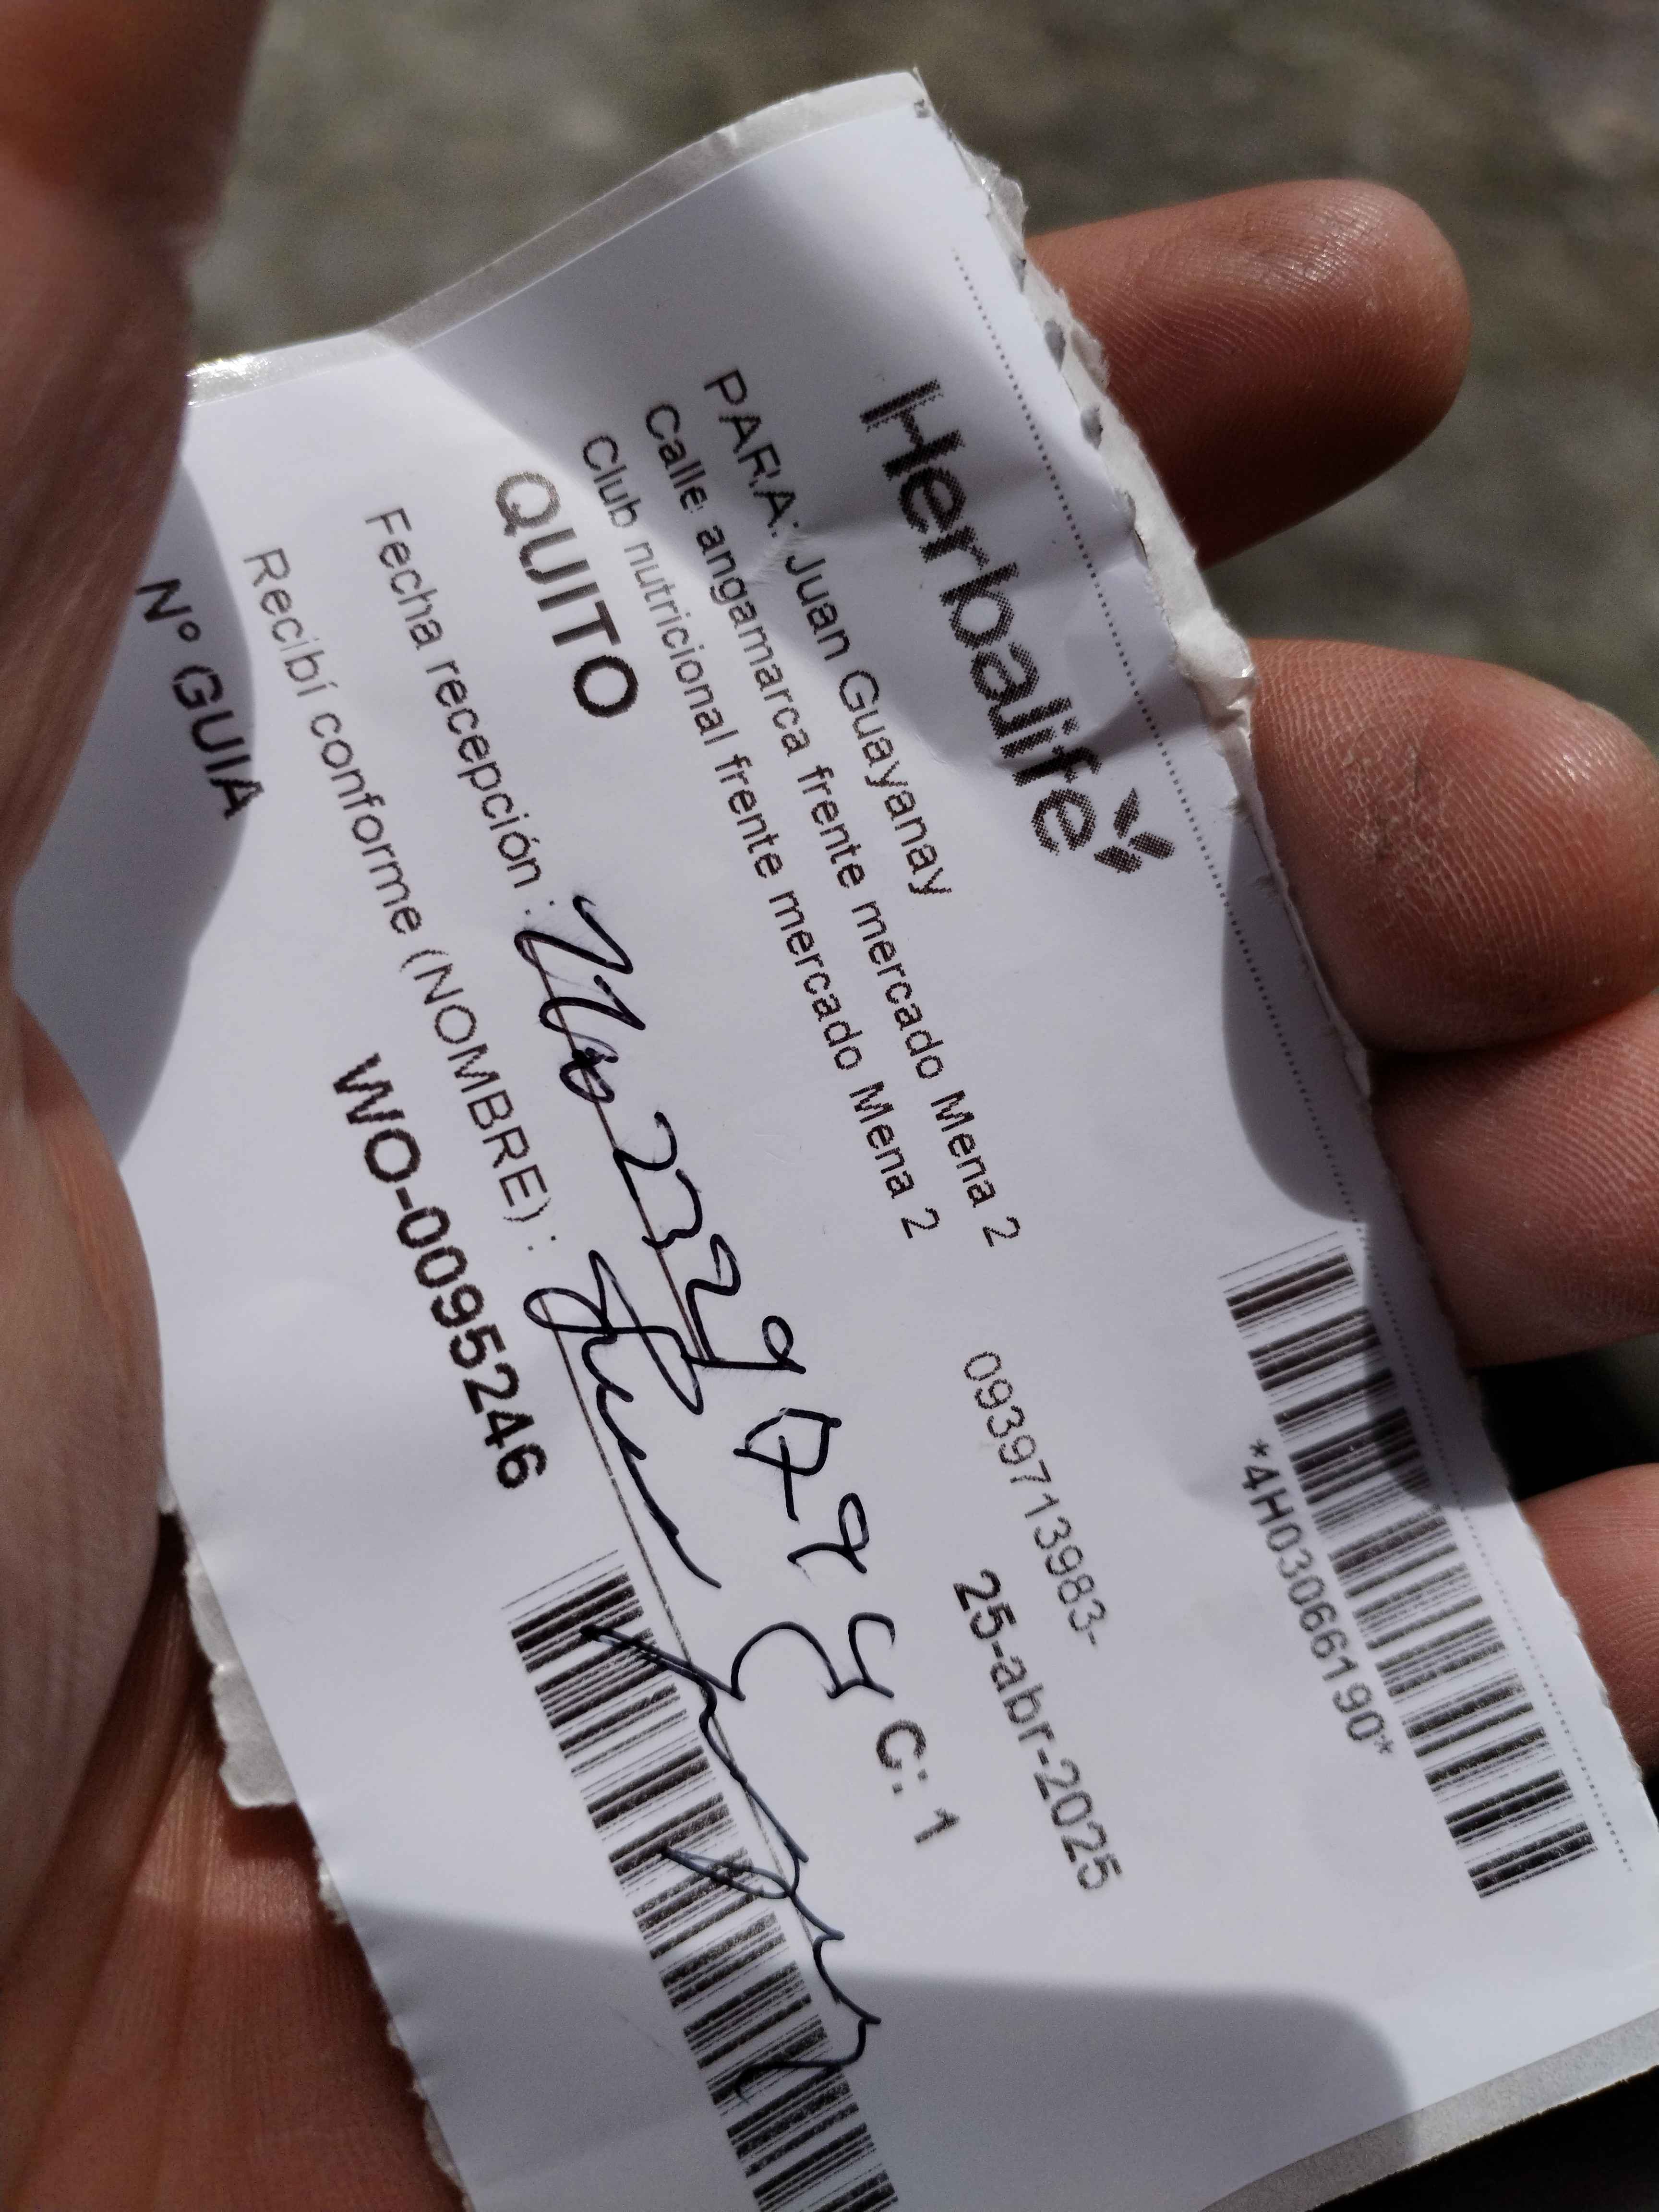 *4H03066190*
Herbalife
PARA: Juan Guayanay
0939713983-
Calle angamarca frente mercado Mena 2
25-abr-2025
Club nutricional frente mercado Mena 2
QUITO
C: 1
Fecha recepción :
Recibí conforme (NOMBRE) :
Nº GUIA
WO-0095246